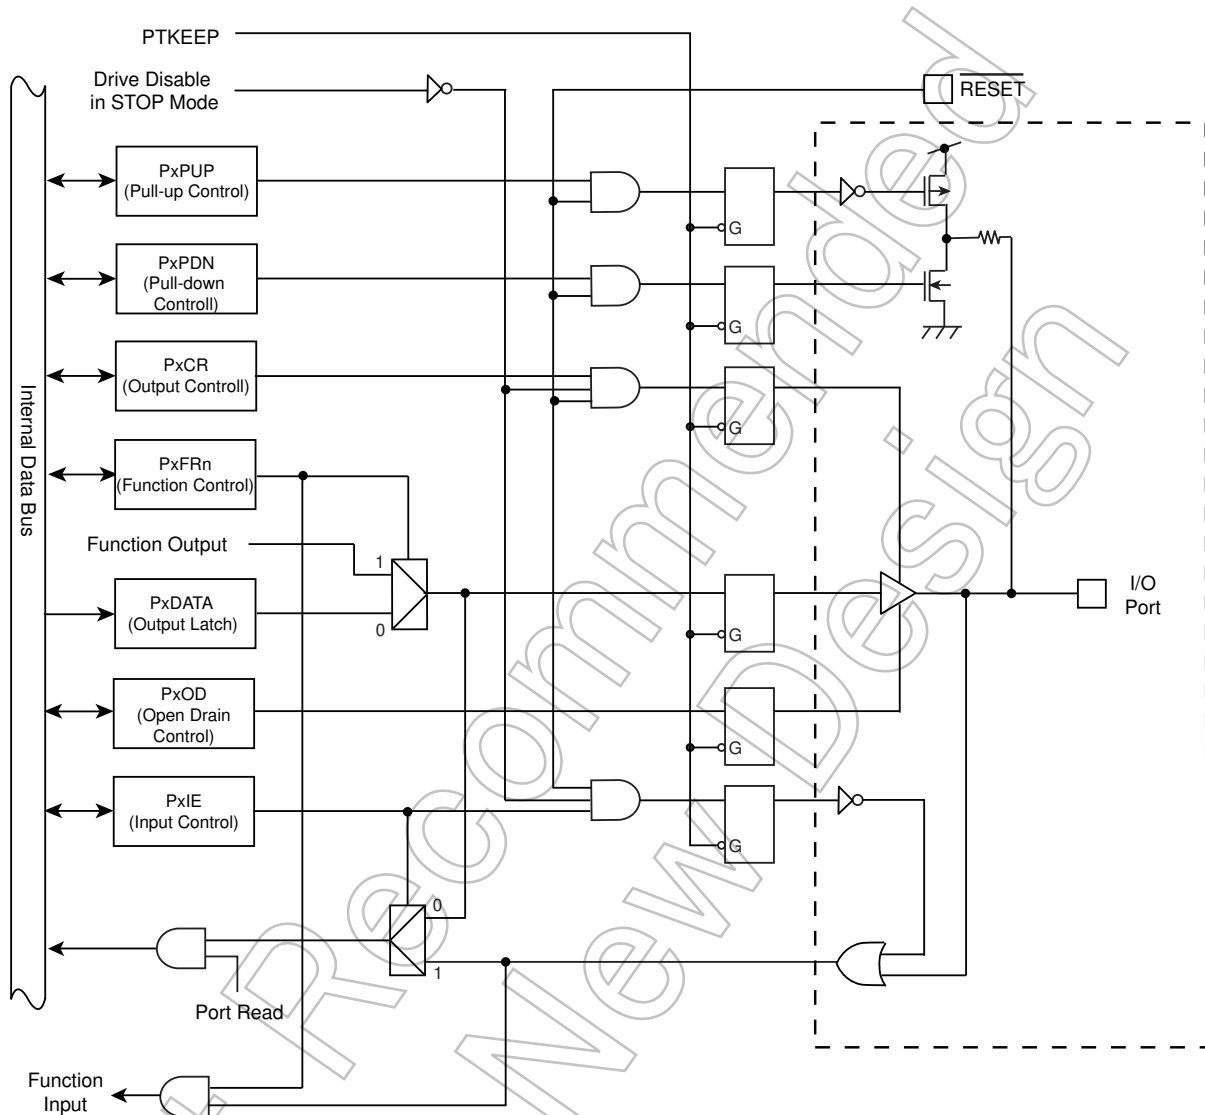 PTKEEP
Drive Disable
in STOP Mode
RESET
PxPUP
(Pull-up Control)
G
PxPDN
(Pull-down
Controll)
G
PxCR
(Output Controll)
G
Internal Data Bus
PxFRn
(Function Control)
Function Output
1
0
PxDATA
(Output Latch)
G
I/O
Port
PxOD
(Open Drain
Control)
G
PxIE
(Input Control)
G
0
1
Port Read
Function
Input
Recommended
New Design